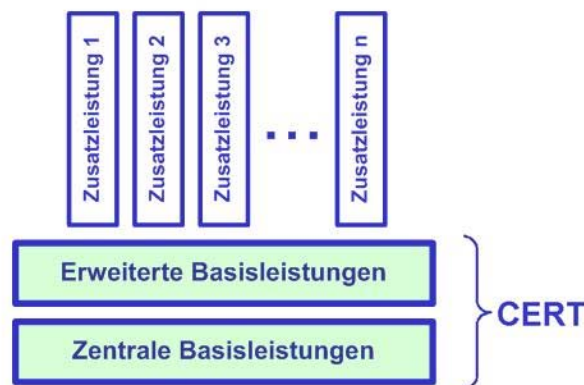 Zusatzleistung 1
Zusatzleistung 2
Zusatzleistung 3
...
Zusatzleistung n
Erweiterte Basisleistungen
Zentrale Basisleistungen
CERT